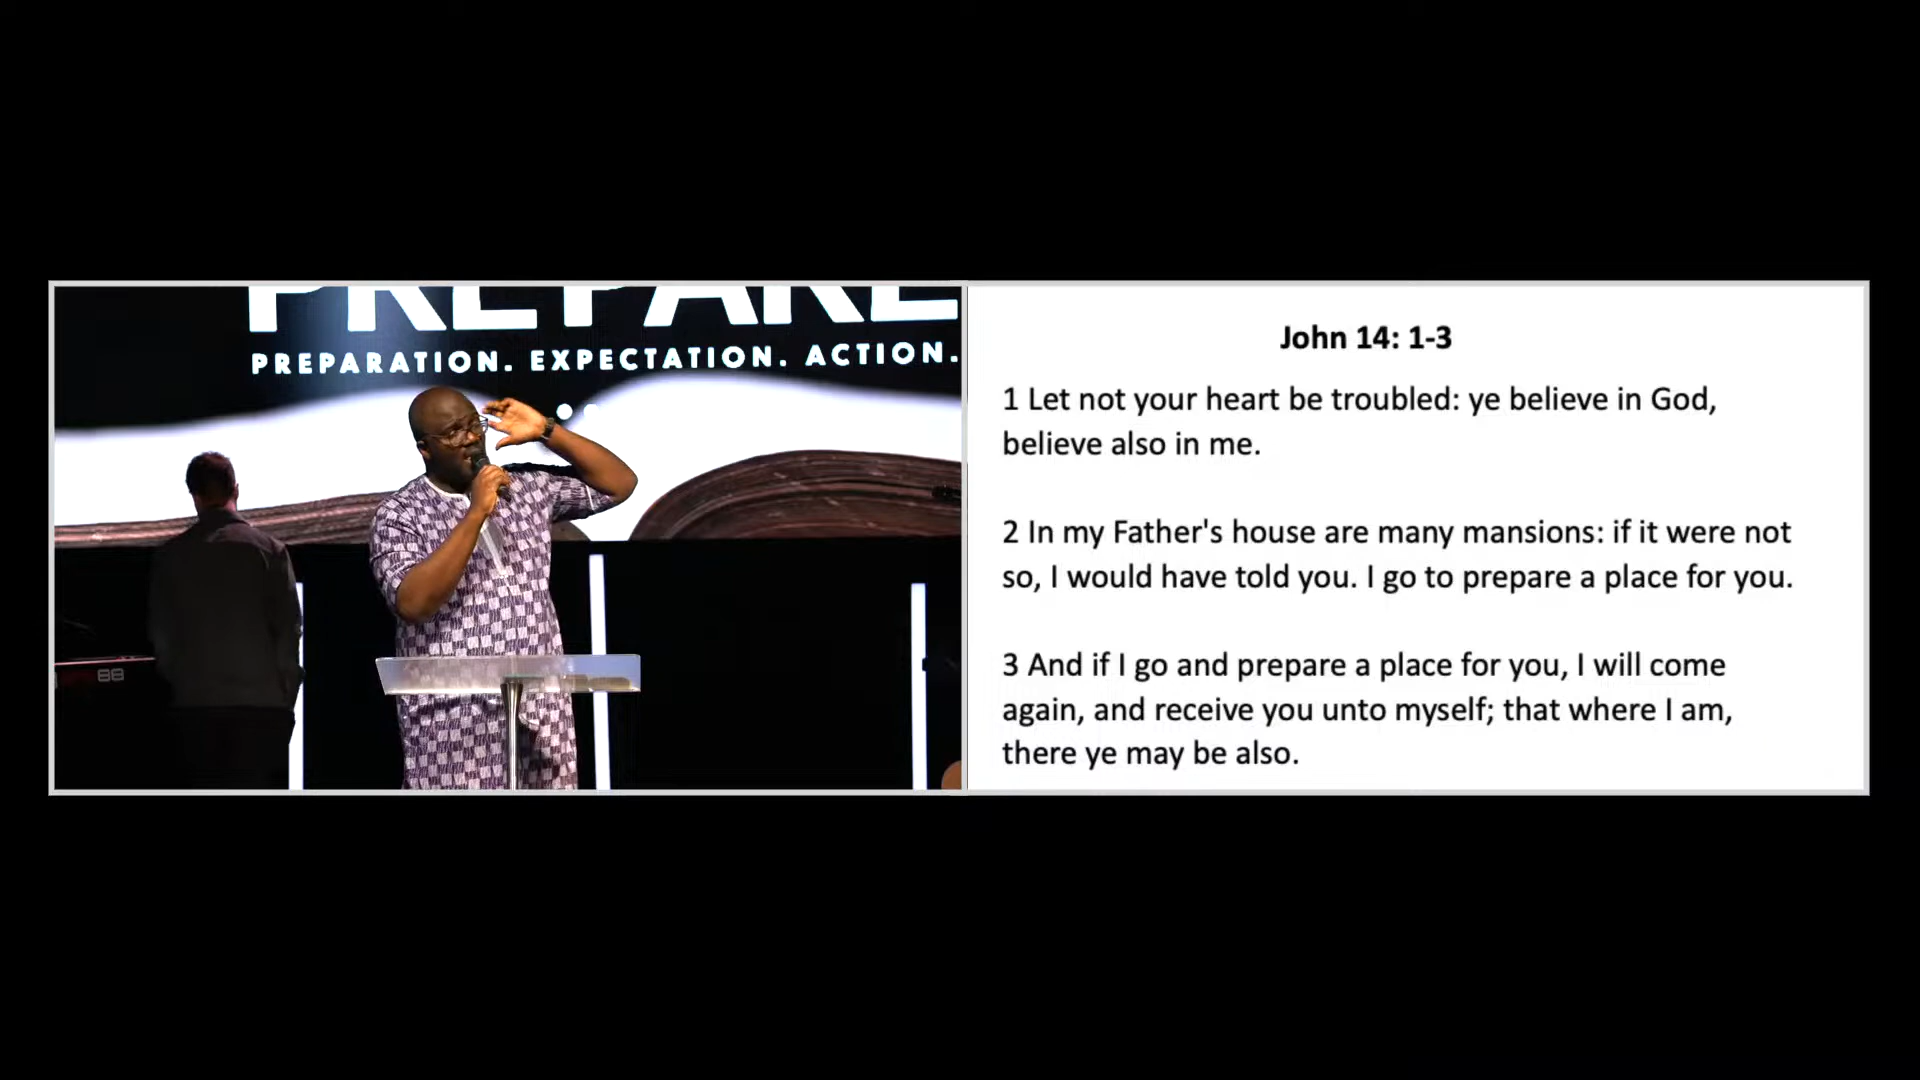 PREPARE
PREPARATION. EXPECTATION. ACTION.
88
John 14: 1-3
1 Let not your heart be troubled: ye believe in God,
believe also in me.
2 In my Father's house are many mansions: if it were not
so, I would have told you. I go to prepare a place for you.
3 And if I go and prepare a place for you, I will come
again, and receive you unto myself; that where I am,
there ye may be also.